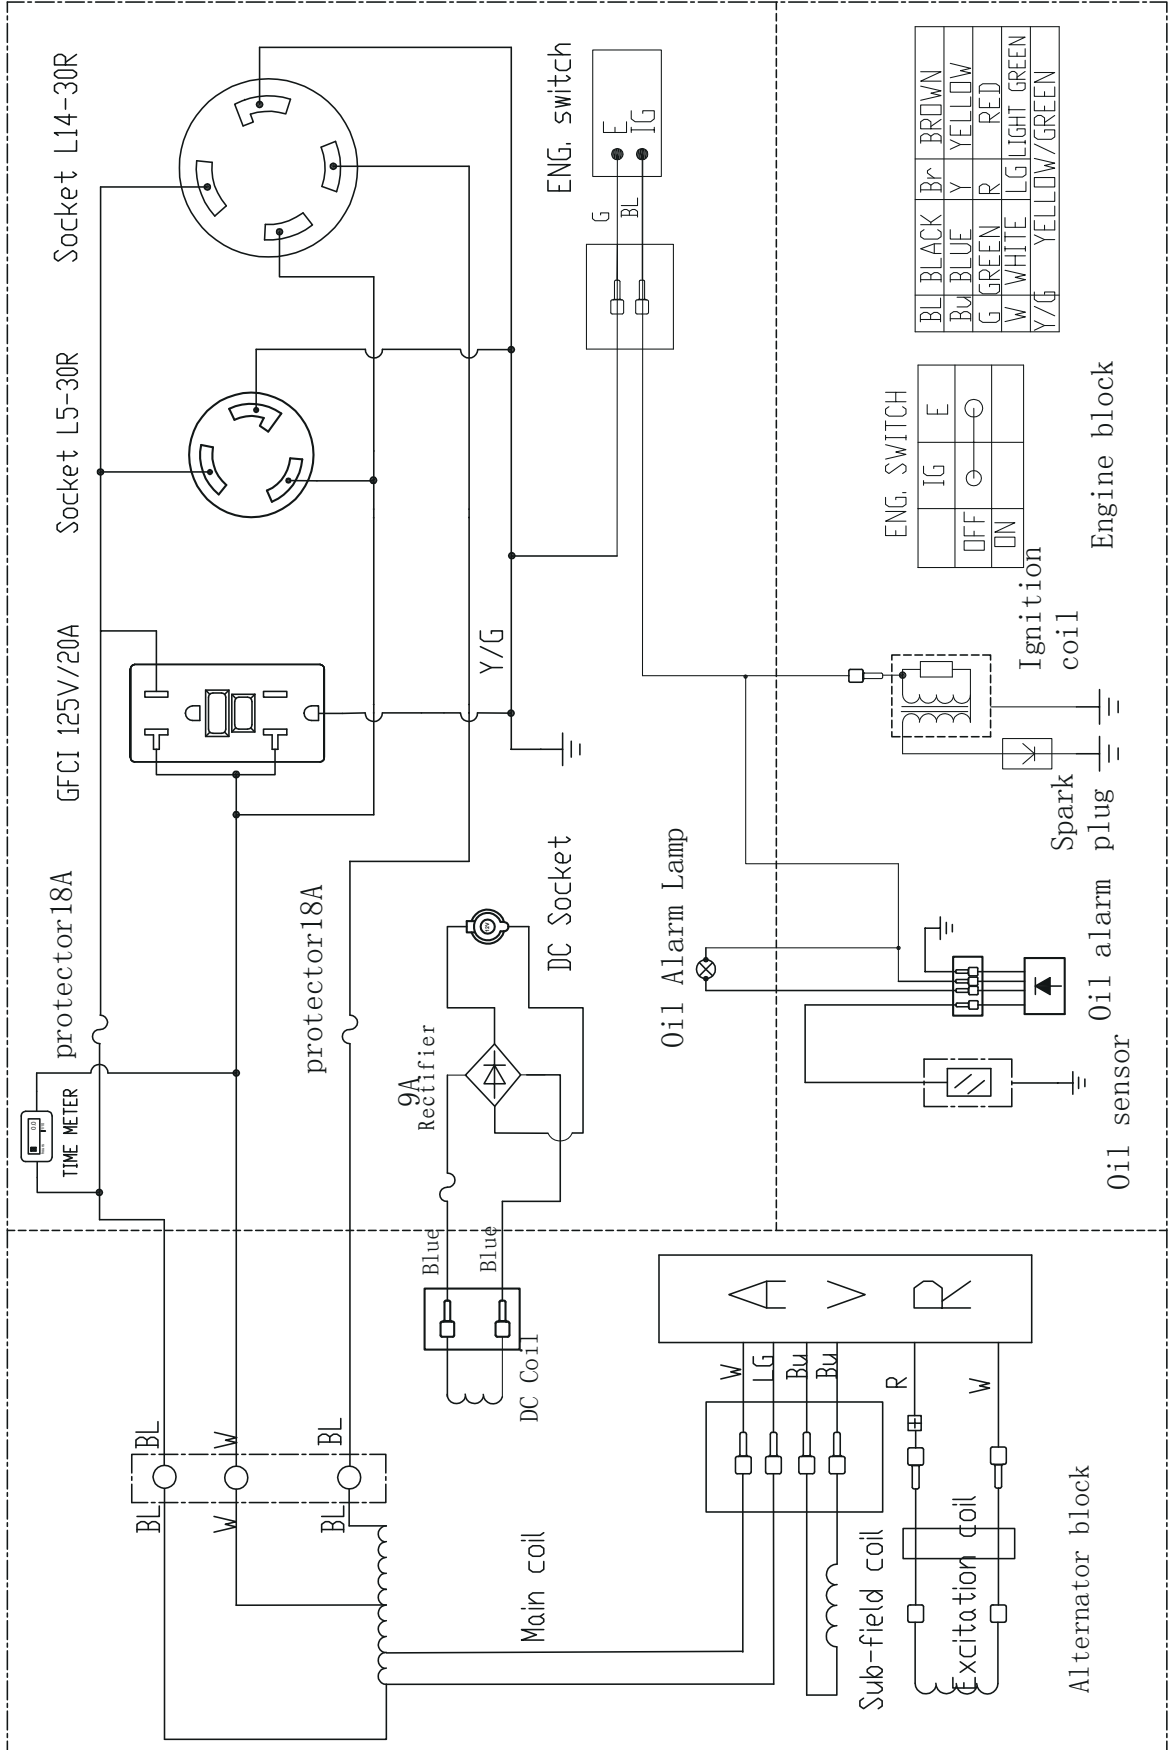 Socket L14-30R
Socket L5-30R
GFCI 125V/20A
protector18A
TIME METER
protector18A
Y/G
ENG. switch
E
IG
G
BL
DC Socket
12V
9A
Rectifier
Blue
Blue
DC Coil
BL
W
BL
BL
W
BL
Main coil
Oil Alarm Lamp
Oil sensor
Oil alarm
Spark
plug
Ignition
coil
Engine block
ENG. SWITCH
IG E
OFF
ON
BL BLACK Br BROWN
Bu BLUE Y YELLOW
G GREEN R RED
W WHITE LG LIGHT GREEN
Y/G YELLOW/GREEN
A V R
W
LG
Bu
Bu
R
W
Sub-field coil
Excitation coil
Alternator block